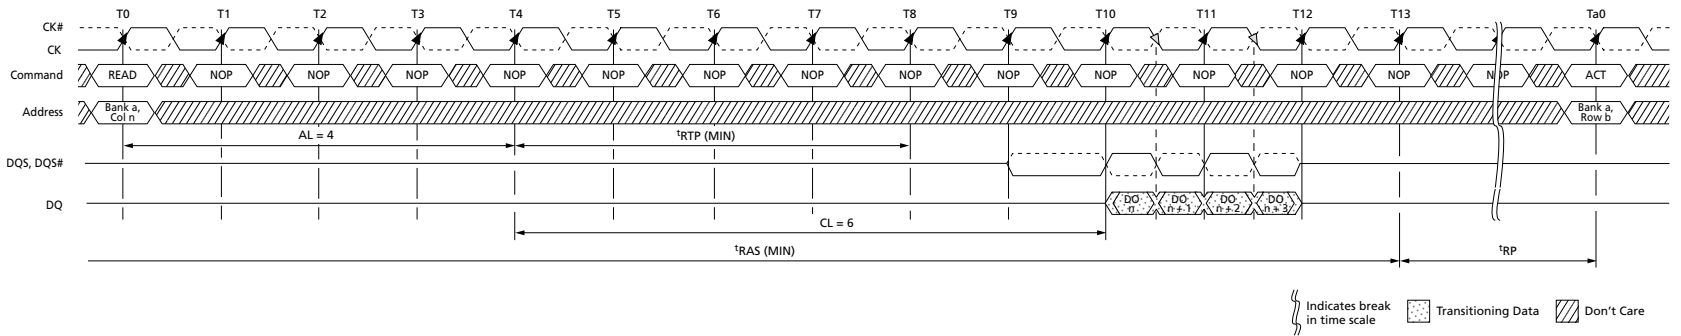 T0 T1 T2 T3 T4 T5 T6 T7 T8 T9 T10 T11 T12 T13 Ta0
CK#
CK
Command READ NOP NOP NOP NOP NOP NOP NOP NOP NOP NOP NOP NOP NOP NOP ACT
Address Bank a, Col n Bank a, Row b
AL = 4 tRTP (MIN)
DQS, DQS#
DQ DO n DO n + 1 DO n + 2 DO n + 3
CL = 6
tRAS (MIN) tRP
Indicates break
in time scale
Transitioning Data
Don't Care